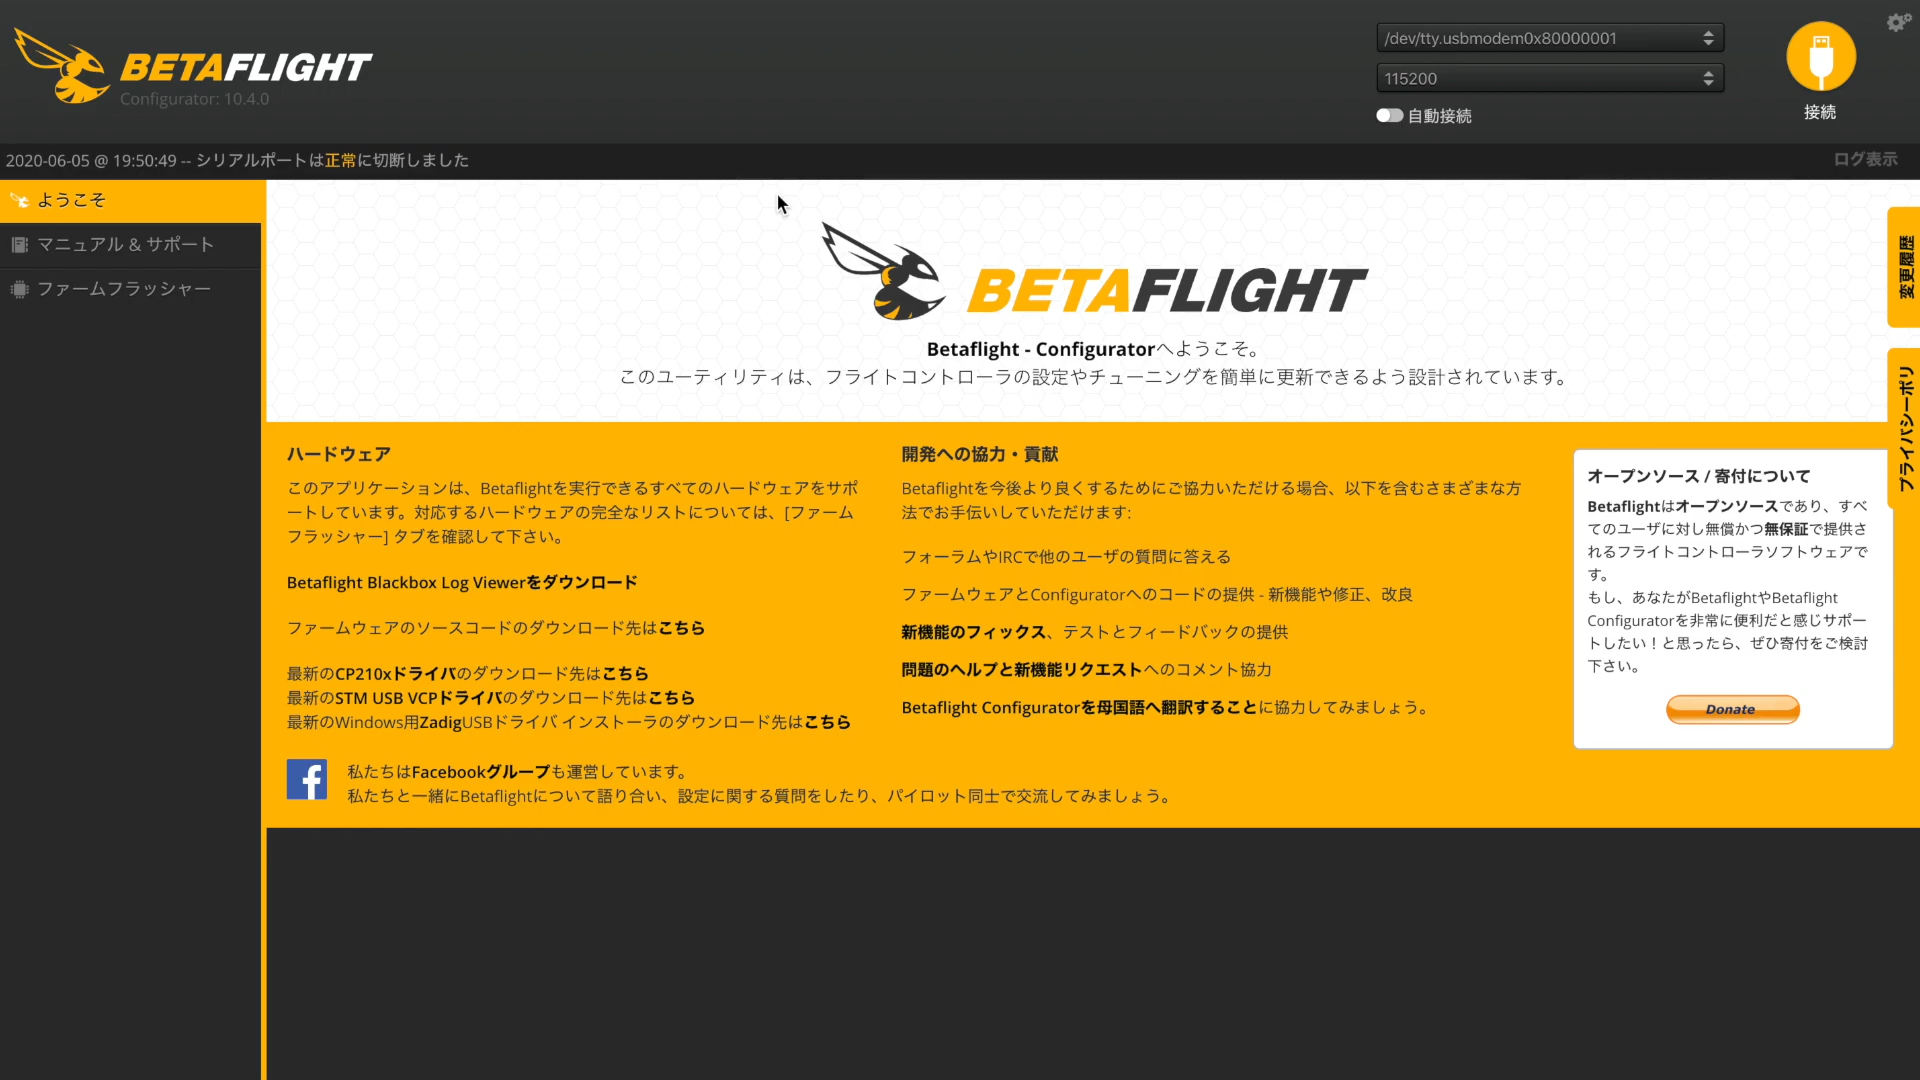 BETAFLIGHT
Configurator: 10.4.0
/dev/tty.usbmodem0x80000001
115200
自動接続
接続
2020-06-05 @ 19:50:49 -- シリアルポートは正常に切断しました
ログ表示
ようこそ
マニュアル & サポート
ファームフラッシャー
BETAFLIGHT
Betaflight - Configuratorへようこそ。
このユーティリティは、フライトコントローラの設定やチューニングを簡単に更新できるよう設計されています。
変更履歴
プライバシーポリ
ハードウェア
このアプリケーションは、Betaflightを実行できるすべてのハードウェアをサポ
ートしています。対応するハードウェアの完全なリストについては、[ファーム
フラッシャー] タブを確認して下さい。
Betaflight Blackbox Log Viewerをダウンロード
ファームウェアのソースコードのダウンロード先はこちら
最新のCP210xドライバのダウンロード先はこちら
最新のSTM USB VCPドライバのダウンロード先はこちら
最新のWindows用ZadigUSBドライバ インストーラのダウンロード先はこちら
開発への協力・貢献
Betaflightを今後より良くするためにご協力いただける場合、以下を含むさまざまな方
法でお手伝いしていただけます:
フォーラムやIRCで他のユーザの質問に答える
ファームウェアとConfiguratorへのコードの提供 - 新機能や修正、改良
新機能のフィックス、テストとフィードバックの提供
問題のヘルプと新機能リクエストへのコメント協力
Betaflight Configuratorを母国語へ翻訳することに協力してみましょう。
オープンソース / 寄付について
Betaflightはオープンソースであり、すべ
てのユーザに対し無償かつ無保証で提供さ
れるフライトコントローラソフトウェアで
す。
もし、あなたがBetaflightやBetaflight
Configuratorを非常に便利だと感じサポー
トしたい！と思ったら、ぜひ寄付をご検討
下さい。
Donate
私たちはFacebookグループも運営しています。
私たちと一緒にBetaflightについて語り合い、設定に関する質問をしたり、パイロット同士で交流してみましょう。